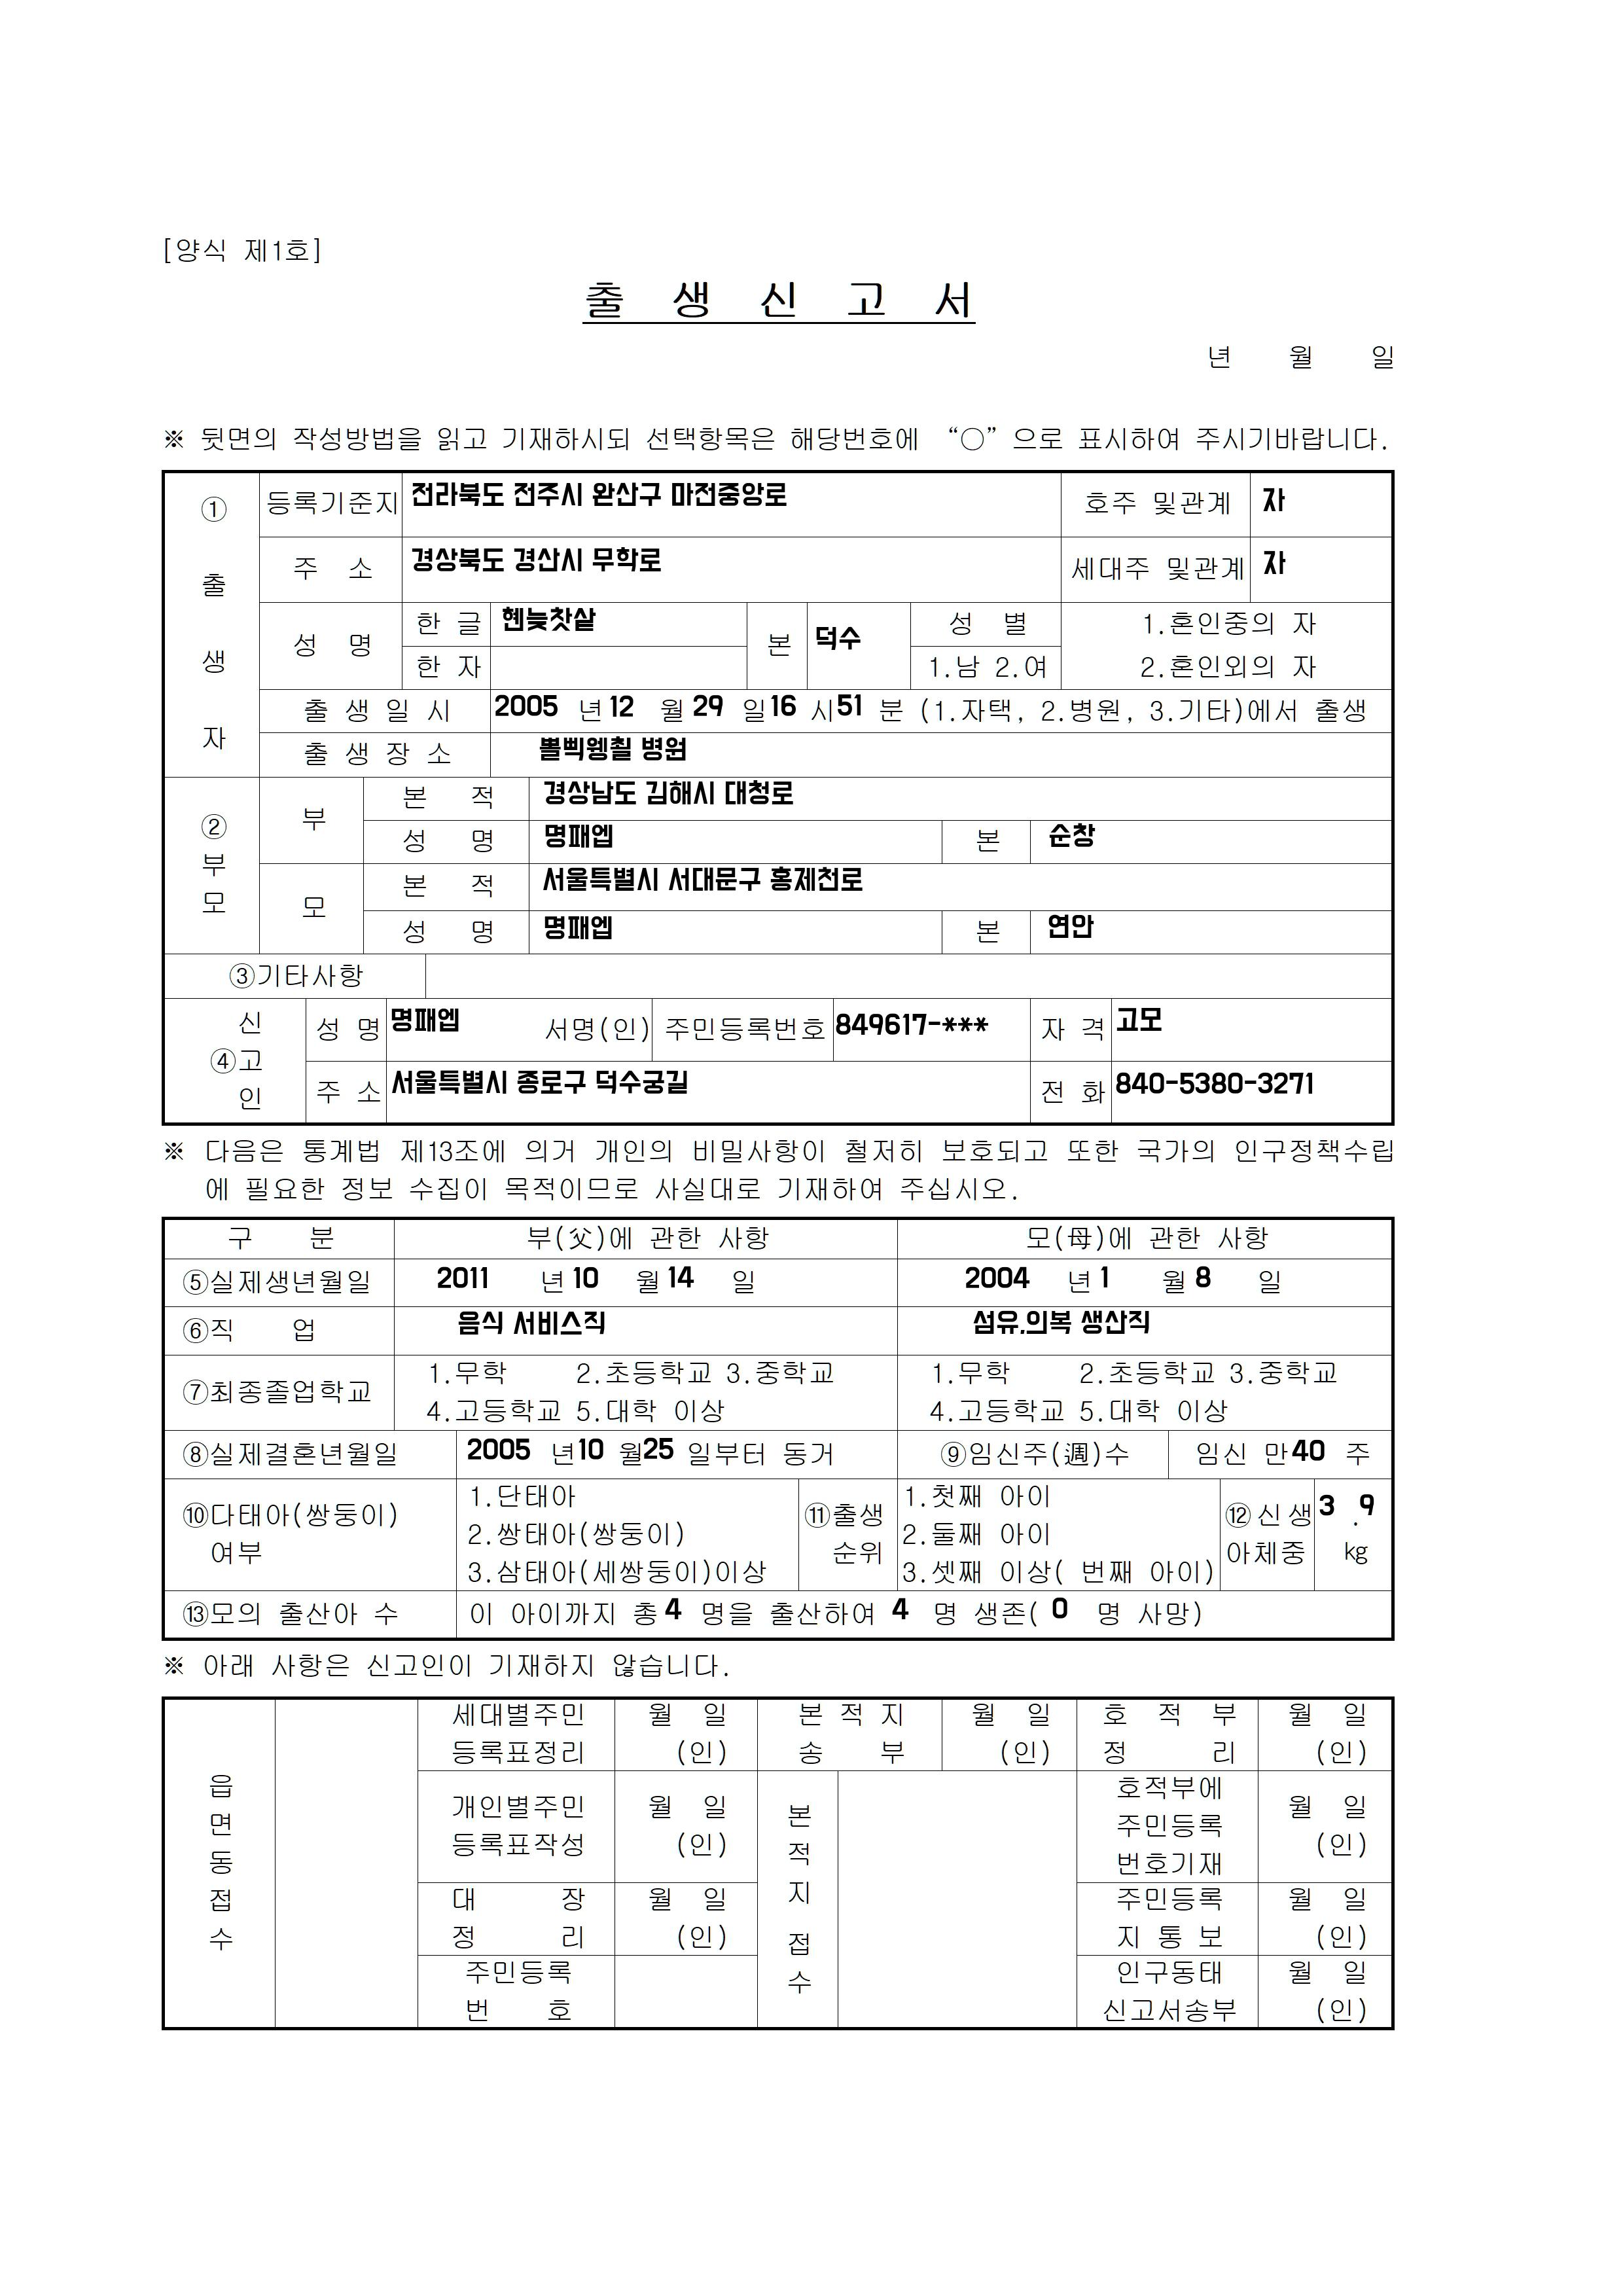 [양식 제1호]
출 생 신 고 서
년 월 일
※ 뒷면의 작성방법을 읽고 기재하시되 선택항목은 해당번호에 “○” 으로 표시하여 주시기바랍니다.
① 출 생 자
등록기준지 전라북도 전주시 완산구 마전중앙로 호주 및관계 자
주 소 경상북도 경산시 무학로 세대주 및관계 자
성 명 한 글 헨늦찻샅 본 덕수 성 별 1.혼인중의 자
한 자 1.남 2.여 2.혼인외의 자
출 생 일 시 2005 년 12 월 29 일 16 시 51 분 (1.자택, 2.병원, 3.기타)에서 출생
출 생 장 소 병원
② 부 모
부 본 적 경상남도 김해시 대청로
성 명 명패엡 본 순창
모 본 적 서울특별시 서대문구 홍제천로
성 명 명패엡 본 연안
③기타사항
④ 신 고 인
성 명 명패엡 서명(인) 주민등록번호 849617-*** 자 격 고모
주 소 서울특별시 종로구 덕수궁길 전 화 840-5380-3271
※ 다음은 통계법 제13조에 의거 개인의 비밀사항이 철저히 보호되고 또한 국가의 인구정책수립
에 필요한 정보 수집이 목적이므로 사실대로 기재하여 주십시오.
구 분 부(父)에 관한 사항 모(母)에 관한 사항
⑤실제생년월일 2011 년 10 월 14 일 2004 년 1 월 8 일
⑥직 업 음식 서비스직 섬유.의복 생산직
⑦최종졸업학교 1.무학 2.초등학교 3.중학교 1.무학 2.초등학교 3.중학교
4.고등학교 5.대학 이상 4.고등학교 5.대학 이상
⑧실제결혼년월일 2005 년 10 월 25 일부터 동거 ⑨임신주(週)수 임신 만 40 주
⑩다태아(쌍둥이) 여부
1.단태아
2.쌍태아(쌍둥이)
3.삼태아(세쌍둥이)이상
⑪출생 순위
1.첫째 아이
2.둘째 아이
3.셋째 이상( 번째 아이)
⑫신생 아체중
3 . 9
kg
⑬모의 출산아 수 이 아이까지 총 4 명을 출산하여 4 명 생존( 0 명 사망)
※ 아래 사항은 신고인이 기재하지 않습니다.
읍 면 동 접 수
세대별주민 월 일 본 적 지 월 일 호 적 부 월 일
등록표정리 (인) 송 부 (인) 정 리 (인)
개인별주민 월 일
등록표작성 (인)
본 적 지 접 수
호적부에
주민등록 월 일
번호기재 (인)
대 장 월 일 주민등록 월 일
정 리 (인) 지 통 보 (인)
주민등록 인구동태 월 일
번 호 신고서송부 (인)